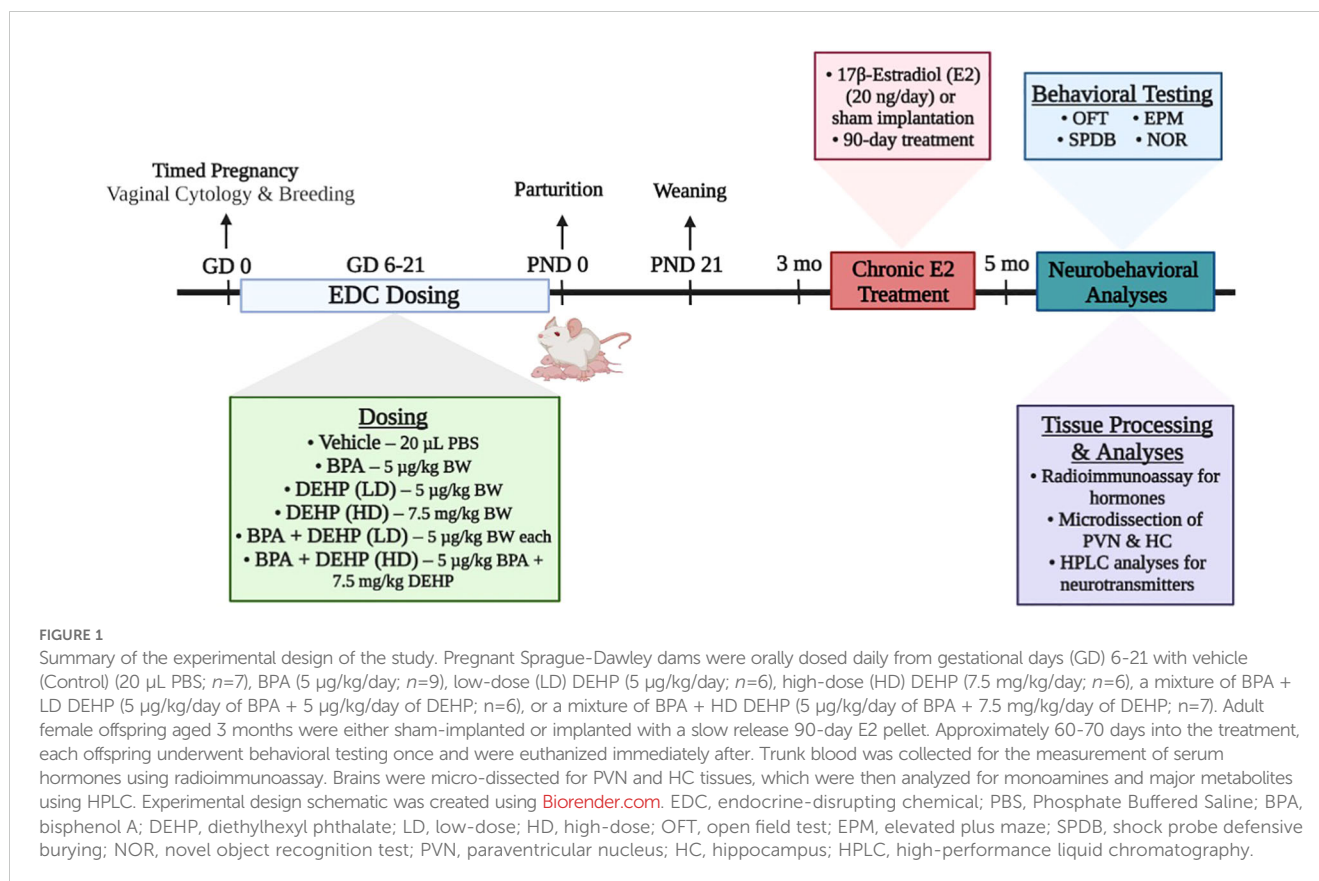 • 17β-Estradiol (E2)
(20 ng/day) or
sham implantation
• 90-day treatment
Behavioral Testing
• OFT • EPM
• SPDB • NOR
Timed Pregnancy
Vaginal Cytology & Breeding
Parturition
Weaning
GD 0
GD 6-21
PND 0
PND 21
3 mo
Chronic E2
Treatment
5 mo
Neurobehavioral
Analyses
EDC Dosing
Dosing
• Vehicle – 20 µL PBS
• BPA – 5 µg/kg BW
• DEHP (LD) – 5 µg/kg BW
• DEHP (HD) – 7.5 mg/kg BW
• BPA + DEHP (LD) – 5 µg/kg BW each
• BPA + DEHP (HD) – 5 µg/kg BPA +
7.5 mg/kg DEHP
Tissue Processing
& Analyses
• Radioimmunoassay for
hormones
• Microdissection of
PVN & HC
• HPLC analyses for
neurotransmitters
FIGURE 1
Summary of the experimental design of the study. Pregnant Sprague-Dawley dams were orally dosed daily from gestational days (GD) 6-21 with vehicle
(Control) (20 µL PBS; n=7), BPA (5 µg/kg/day; n=9), low-dose (LD) DEHP (5 µg/kg/day; n=6), high-dose (HD) DEHP (7.5 mg/kg/day; n=6), a mixture of BPA +
LD DEHP (5 µg/kg/day of BPA + 5 µg/kg/day of DEHP; n=6), or a mixture of BPA + HD DEHP (5 µg/kg/day of BPA + 7.5 mg/kg/day of DEHP; n=7). Adult
female offspring aged 3 months were either sham-implanted or implanted with a slow release 90-day E2 pellet. Approximately 60-70 days into the treatment,
each offspring underwent behavioral testing once and were euthanized immediately after. Trunk blood was collected for the measurement of serum
hormones using radioimmunoassay. Brains were micro-dissected for PVN and HC tissues, which were then analyzed for monoamines and major metabolites
using HPLC. Experimental design schematic was created using Biorender.com. EDC, endocrine-disrupting chemical; PBS, Phosphate Buffered Saline; BPA,
bisphenol A; DEHP, diethylhexyl phthalate; LD, low-dose; HD, high-dose; OFT, open field test; EPM, elevated plus maze; SPDB, shock probe defensive
burying; NOR, novel object recognition test; PVN, paraventricular nucleus; HC, hippocampus; HPLC, high-performance liquid chromatography.